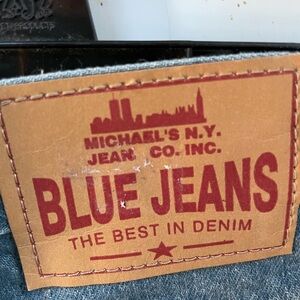 MICHAEL'S N.Y.
JEAN CO. INC.
BLUE JEANS
THE BEST IN DENIM